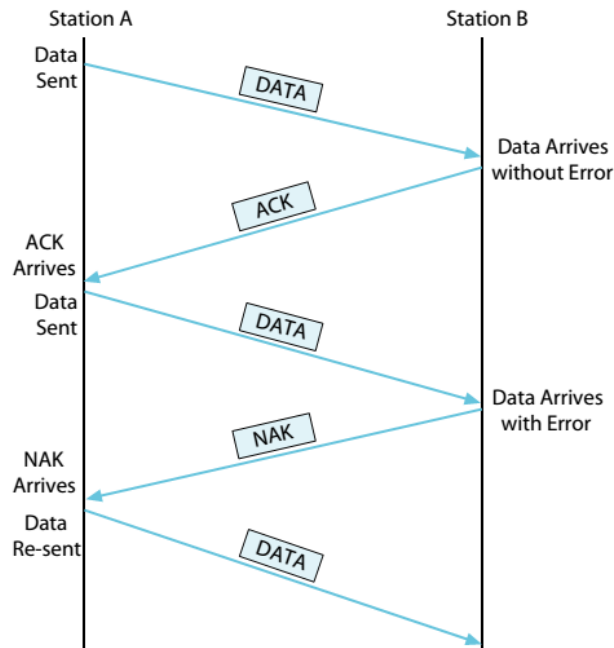 Station A
Station B
Data
Sent
DATA
Data Arrives
without Error
ACK
ACK
Arrives
Data
Sent
DATA
Data Arrives
with Error
NAK
NAK
Arrives
Data
Re-sent
DATA